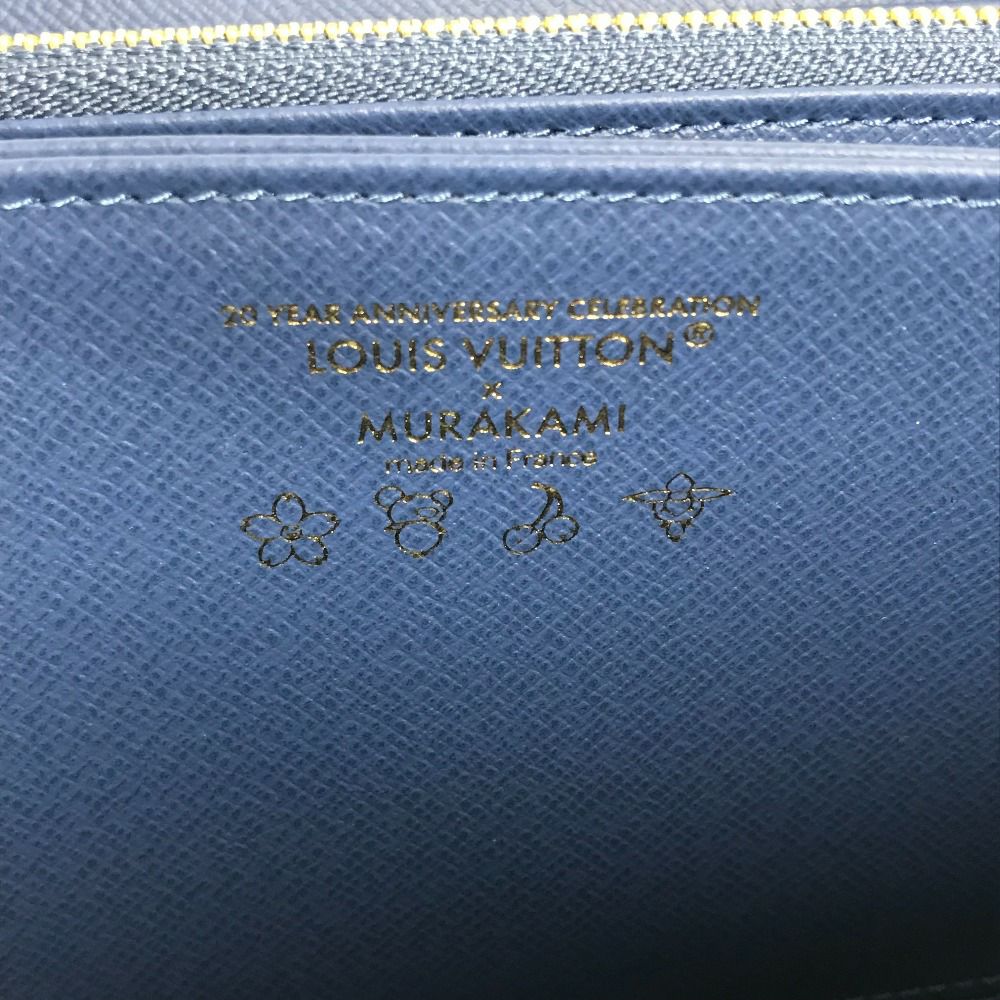 20 YEAR ANNIVERSARY CELEBRATION
LOUIS VUITTON®
x
MURAKAMI
made in France